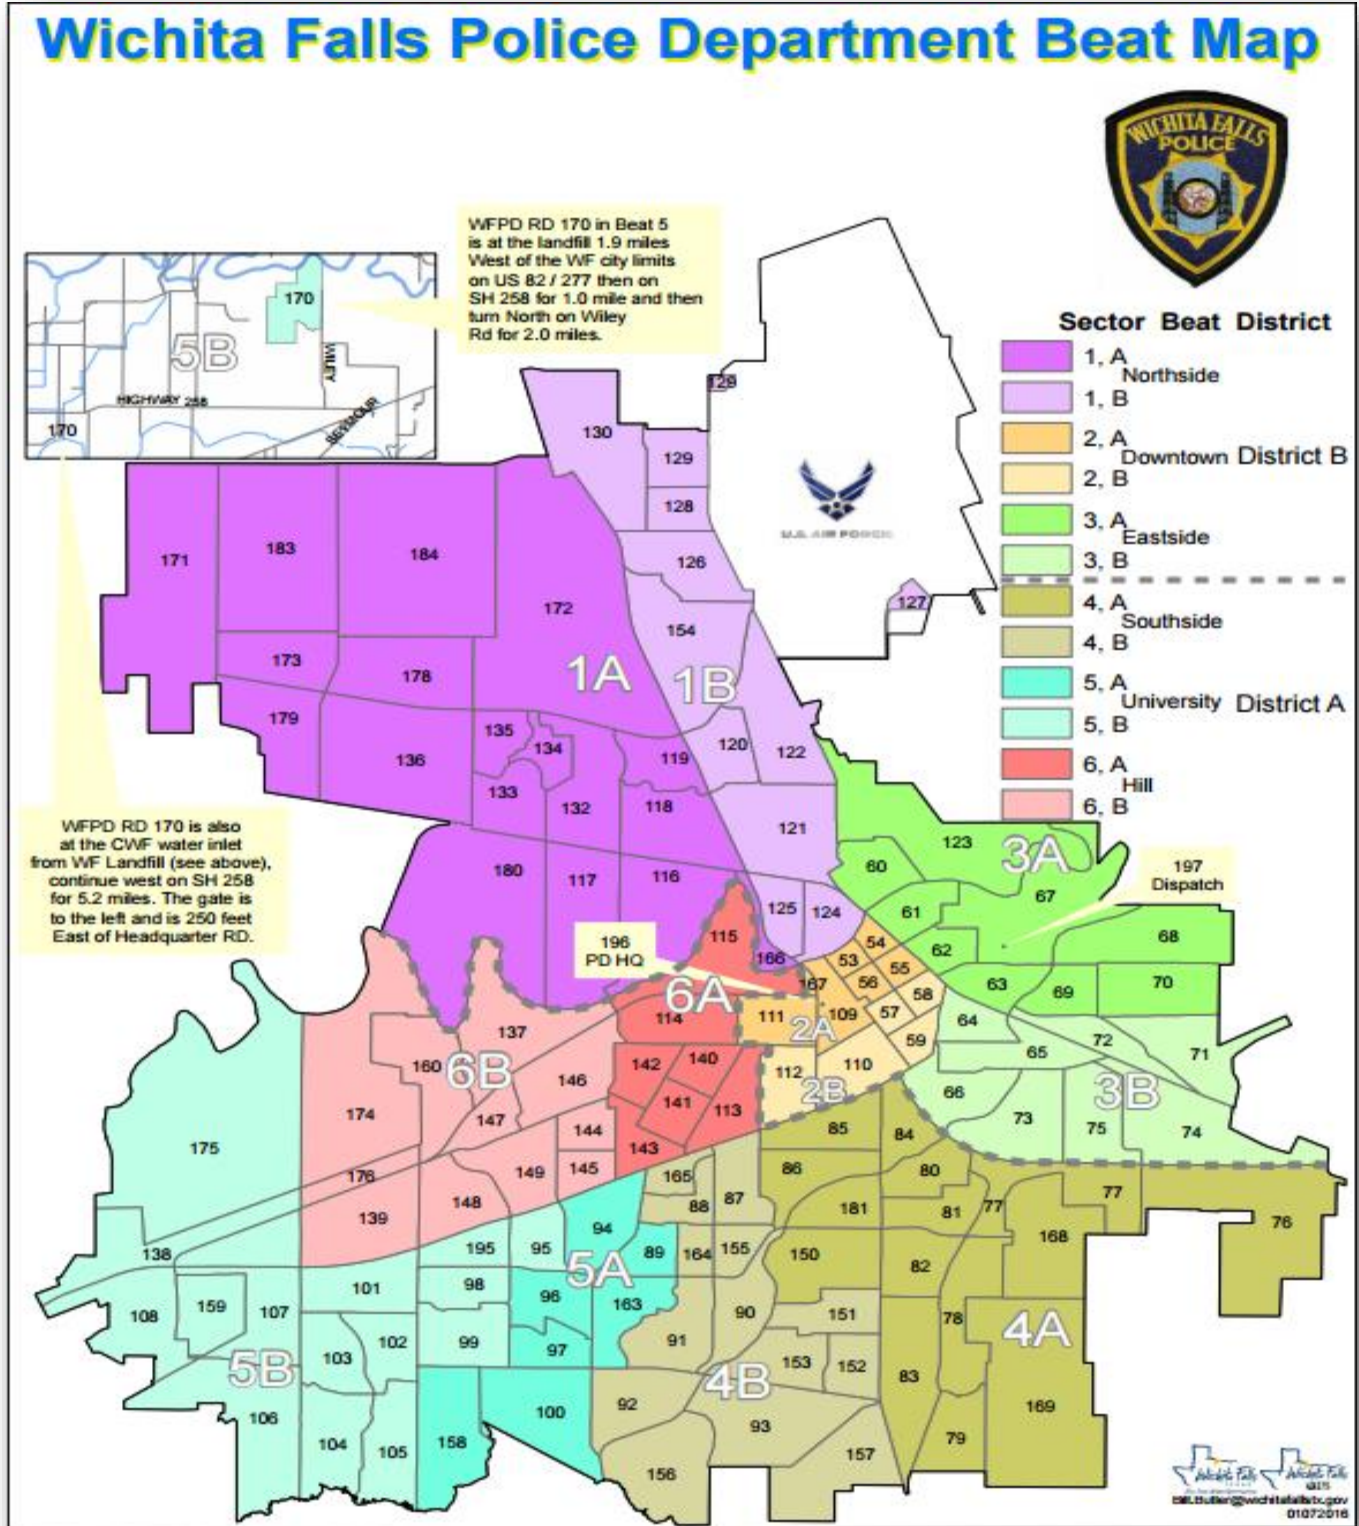 Wichita Falls Police Department Beat Map
WICHITA FALLS
POLICE
WFPD RD 170 in Beat 5
is at the landfill 1.9 miles
West of the WF city limits
on US 82 / 277 then on
SH 258 for 1.0 mile and then
turn North on Wiley
Rd for 2.0 miles.
170
5B
WILEY
HIGHWAY 258
SEYMOUR
170
Sector Beat District
1, A
Northside
1, B
2, A
Downtown District B
2, B
3, A
Eastside
3, B
4, A
Southside
4, B
5, A
University District A
5, B
6, A
Hill
6, B
U.S. AIR FORCE
129
130
129
128
126
127
171
183
184
172
154
173
178
1A
1B
179
135
134
136
119
120
122
133
132
118
121
WFPD RD 170 is also
at the CWF water inlet
from WF Landfill (see above),
continue west on SH 258
for 5.2 miles. The gate is
to the left and is 250 feet
East of Headquarter RD.
180
117
116
125
124
115
166
123
3A
60
67
61
62
197
Dispatch
68
63
69
70
196
PD HQ
54
53
55
56
58
167
6A
114
111
2A
109
57
59
64
72
65
71
137
160
6B
146
142
140
112
110
2B
66
3B
174
147
141
113
73
75
74
144
143
85
84
175
176
149
145
165
86
80
139
148
88
87
181
81
77
77
76
138
195
95
94
89
164
155
150
168
5A
82
101
98
96
163
108
159
107
90
151
78
4A
102
99
97
91
103
153
152
5B
4B
83
106
158
100
92
93
169
104
105
156
157
79
Wichita Falls
Wichita Falls
GIS
Bill.Butler@wichitafallstx.gov
01072016